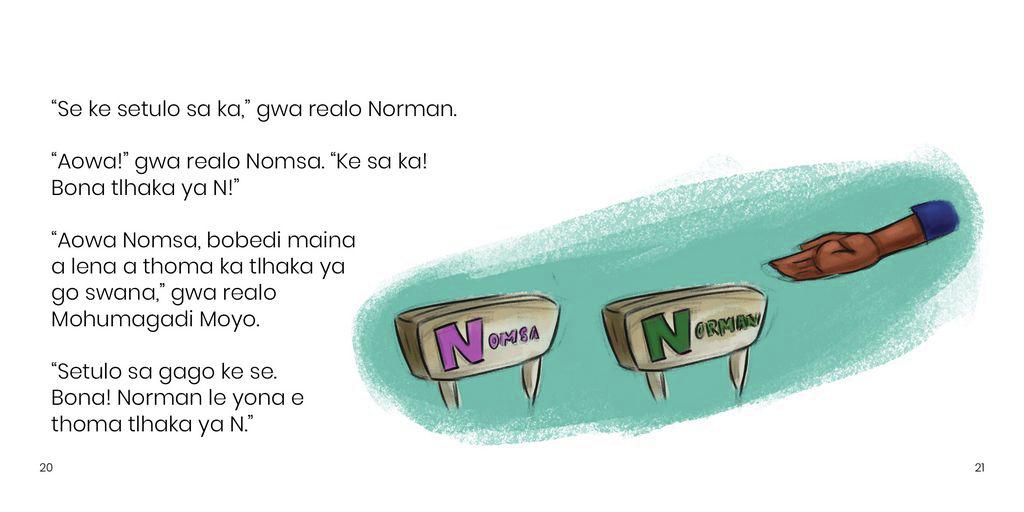 “Se ke setulo sa ka,” gwa realo Norman.
“Aowa!” gwa realo Nomsa. “Ke sa ka!
Bona tlhaka ya N!”
“Aowa Nomsa, bobedi maina
a lena a thoma ka tlhaka ya
go swana,” gwa realo
Mohumagadi Moyo.
“Setulo sa gago ke se.
Bona! Norman le yona e
thoma tlhaka ya N.”
NOMSA
NORMAN
20
21